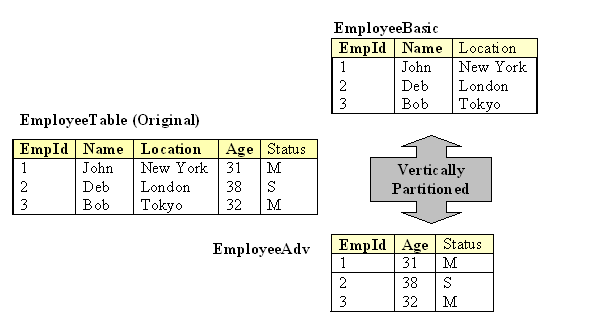 EmployeeBasic
EmpId Name Location
1 John New York
2 Deb London
3 Bob Tokyo
EmployeeTable (Original)
EmpId Name Location Age Status
1 John New York 31 M
2 Deb London 38 S
3 Bob Tokyo 32 M
Vertically
Partitioned
EmployeeAdv
EmpId Age Status
1 31 M
2 38 S
3 32 M